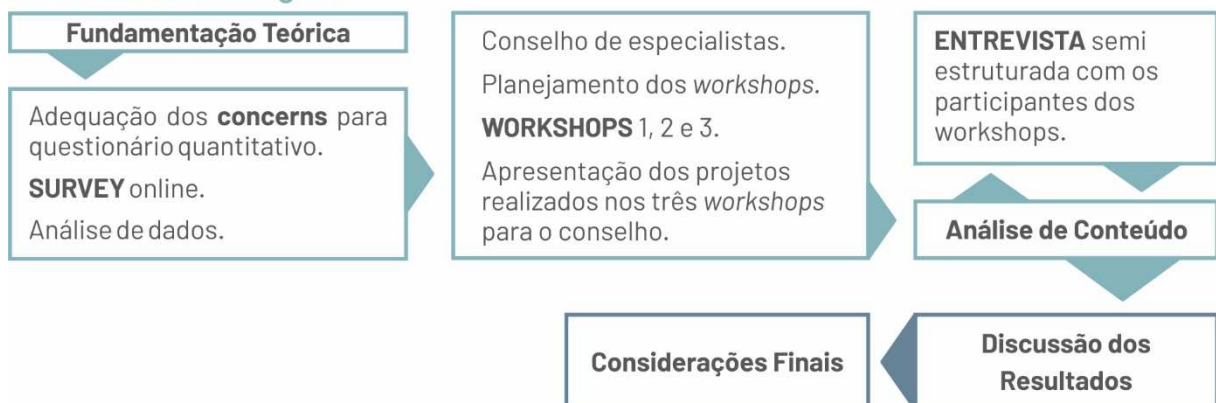 Fundamentação Teórica
Adequação dos concerns para
questionário quantitativo.
SURVEY online.
Análise de dados.
Conselho de especialistas.
Planejamento dos workshops.
WORKSHOPS 1, 2 e 3.
Apresentação dos projetos
realizados nos três workshops
para o conselho.
ENTREVISTA semi
estruturada com os
participantes dos
workshops.
Análise de Conteúdo
Discussão dos
Resultados
Considerações Finais